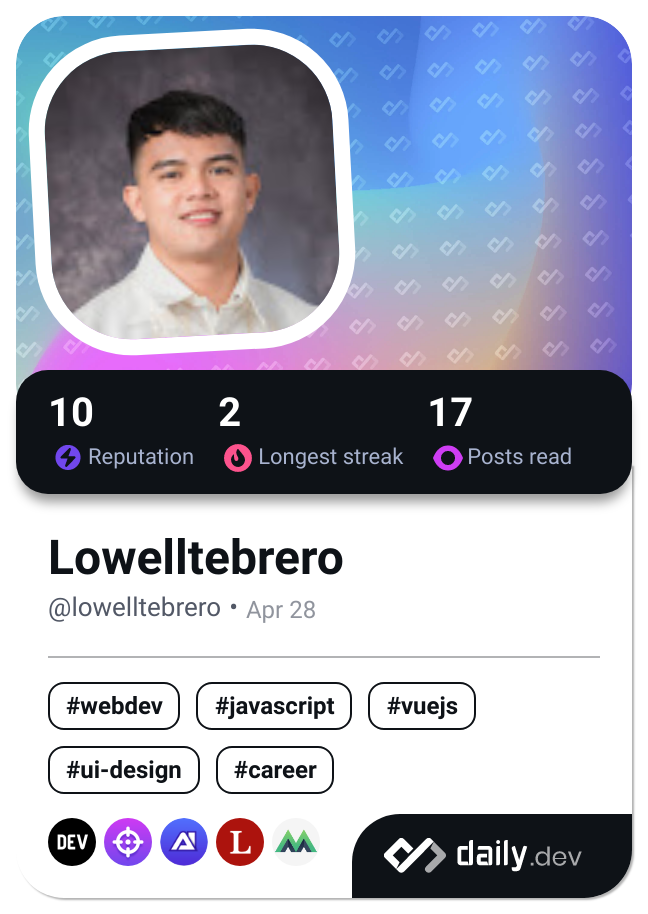 10 2 17
Reputation Longest streak Posts read
Lowelltebrero
@lowelltebrero • Apr 28
#webdev #javascript #vuejs
#ui-design #career
DEV L daily.dev